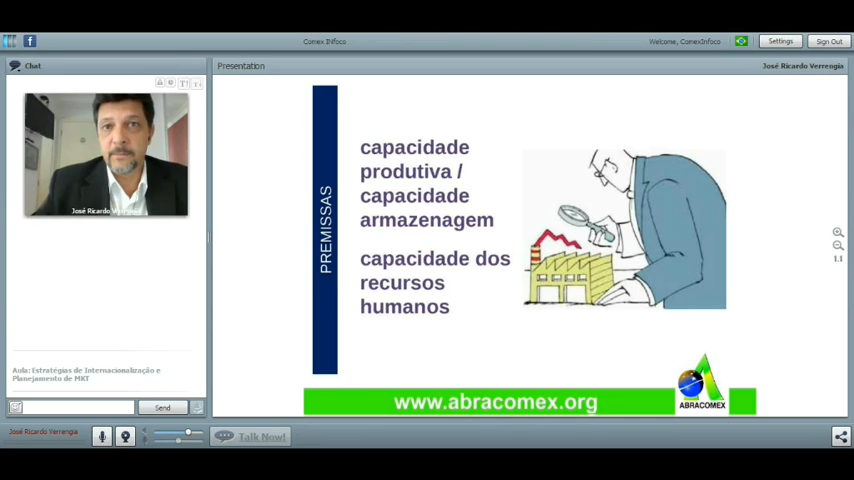 Comex INfoco
Welcome, ComexInfoco
Settings
Sign Out
Chat
Presentation
José Ricardo Verrengia
José Ricardo Verrengia
PREMISSAS
capacidade
produtiva /
capacidade
armazenagem
capacidade dos
recursos
humanos
1:1
Aula: Estratégias de Internacionalização e
Planejamento de MKT
www.abracomex.org
ABRACOMEX
Send
José Ricardo Verrengia
Talk Now!